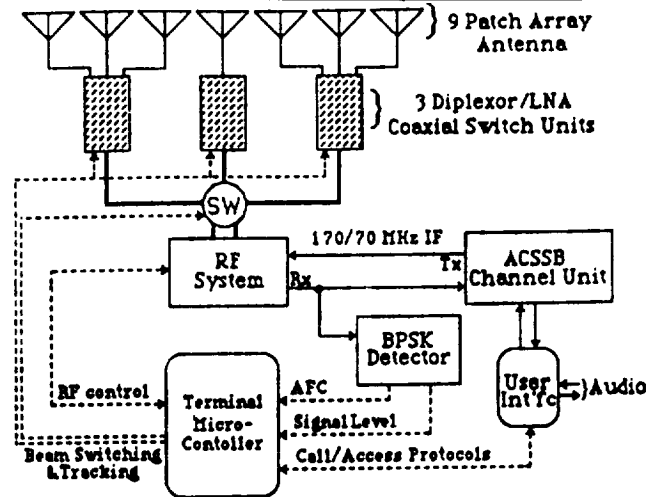 9 Patch Array
Antenna
3 Diplexor/LNA
Coaxial Switch Units
SW
170/70 MHz IF
RF
System
Rx
Tx
ACSSB
Channel Unit
BPSK
Detector
User
Int'fc
Audio
RF control
AFC
Terminal
Micro-
Contoller
Signal Level
Beam Switching
& Tracking
Call/Access Protocols